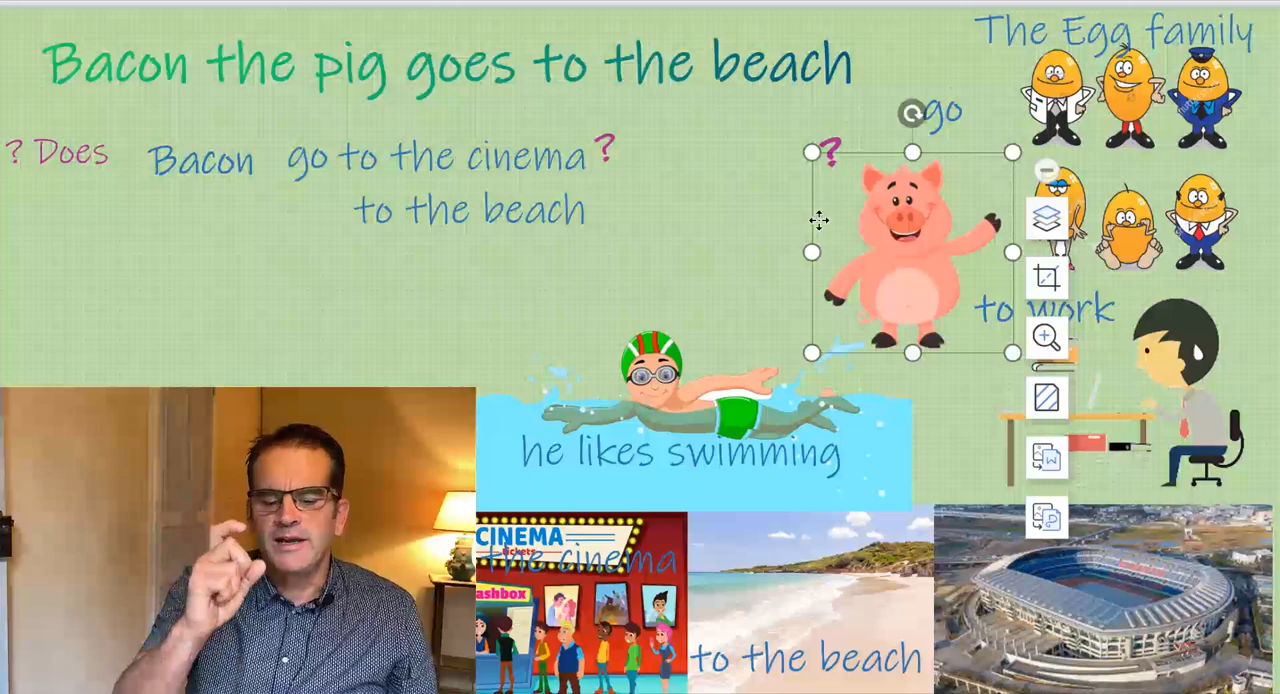 The Egg family
Bacon the pig goes to the beach
go
? Does Bacon go to the cinema ?
?
to the beach
to work
he likes swimming
CINEMA
tickets
the cinema
ashbox
to the beach